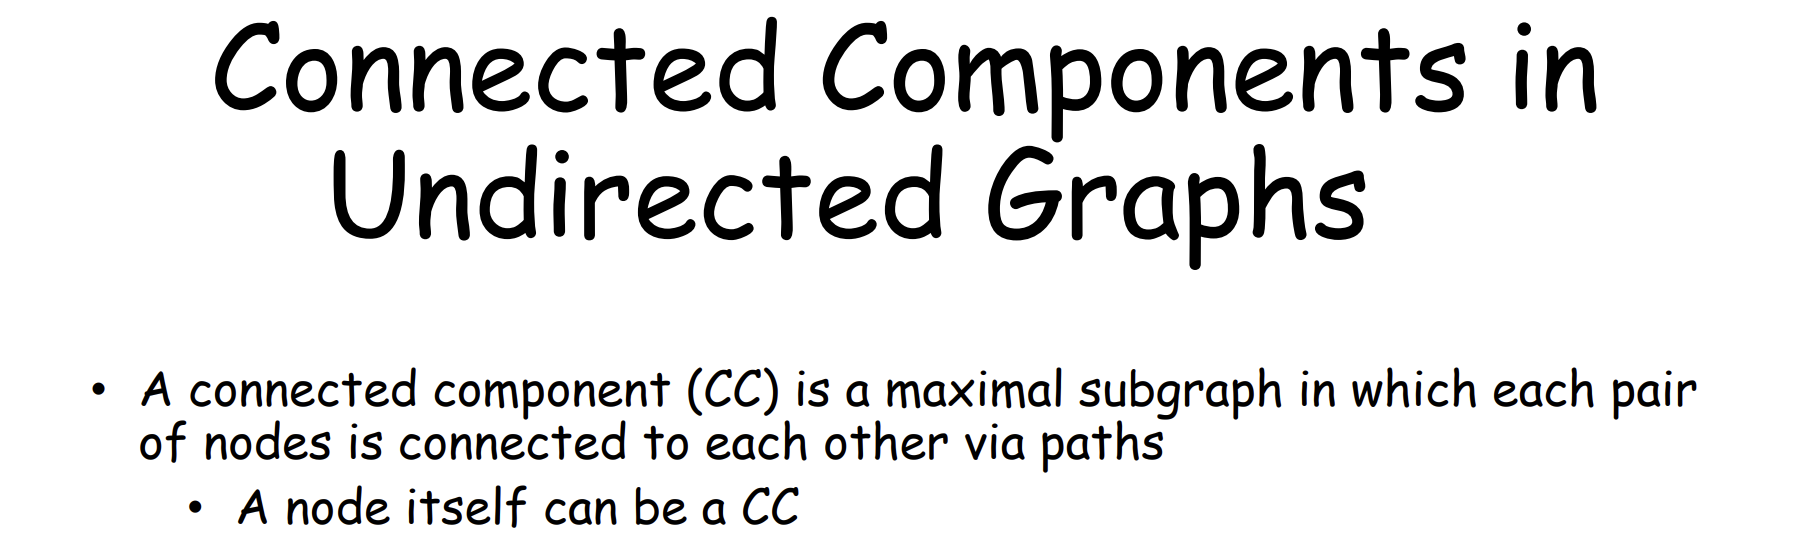 Connected Components in
Undirected Graphs
• A connected component (CC) is a maximal subgraph in which each pair
of nodes is connected to each other via paths
• A node itself can be a CC